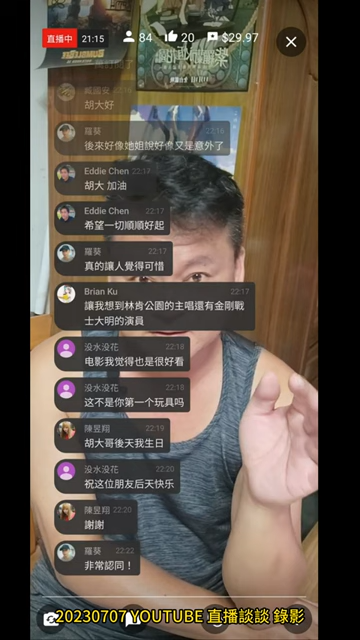 直播中 21:15 84 20 $29.97
臧國安 22:16
胡大好
羅葵 22:16
後來好像她姐說好像又是意外了
Eddie Chen 22:17
胡大 加油
Eddie Chen 22:17
希望一切順順好起
羅葵 22:17
真的讓人覺得可惜
Brian Ku 22:17
讓我想到林肯公園的主唱還有金剛戰
士大明的演員
没水没花 22:18
电影我觉得也是很好看
没水没花 22:18
这不是你第一个玩具吗
陳昱翔 22:19
胡大哥後天我生日
没水没花 22:20
祝这位朋友后天快乐
陳昱翔 22:20
謝謝
羅葵 22:22
非常認同！
20230707 YOUTUBE 直播談談 錄影